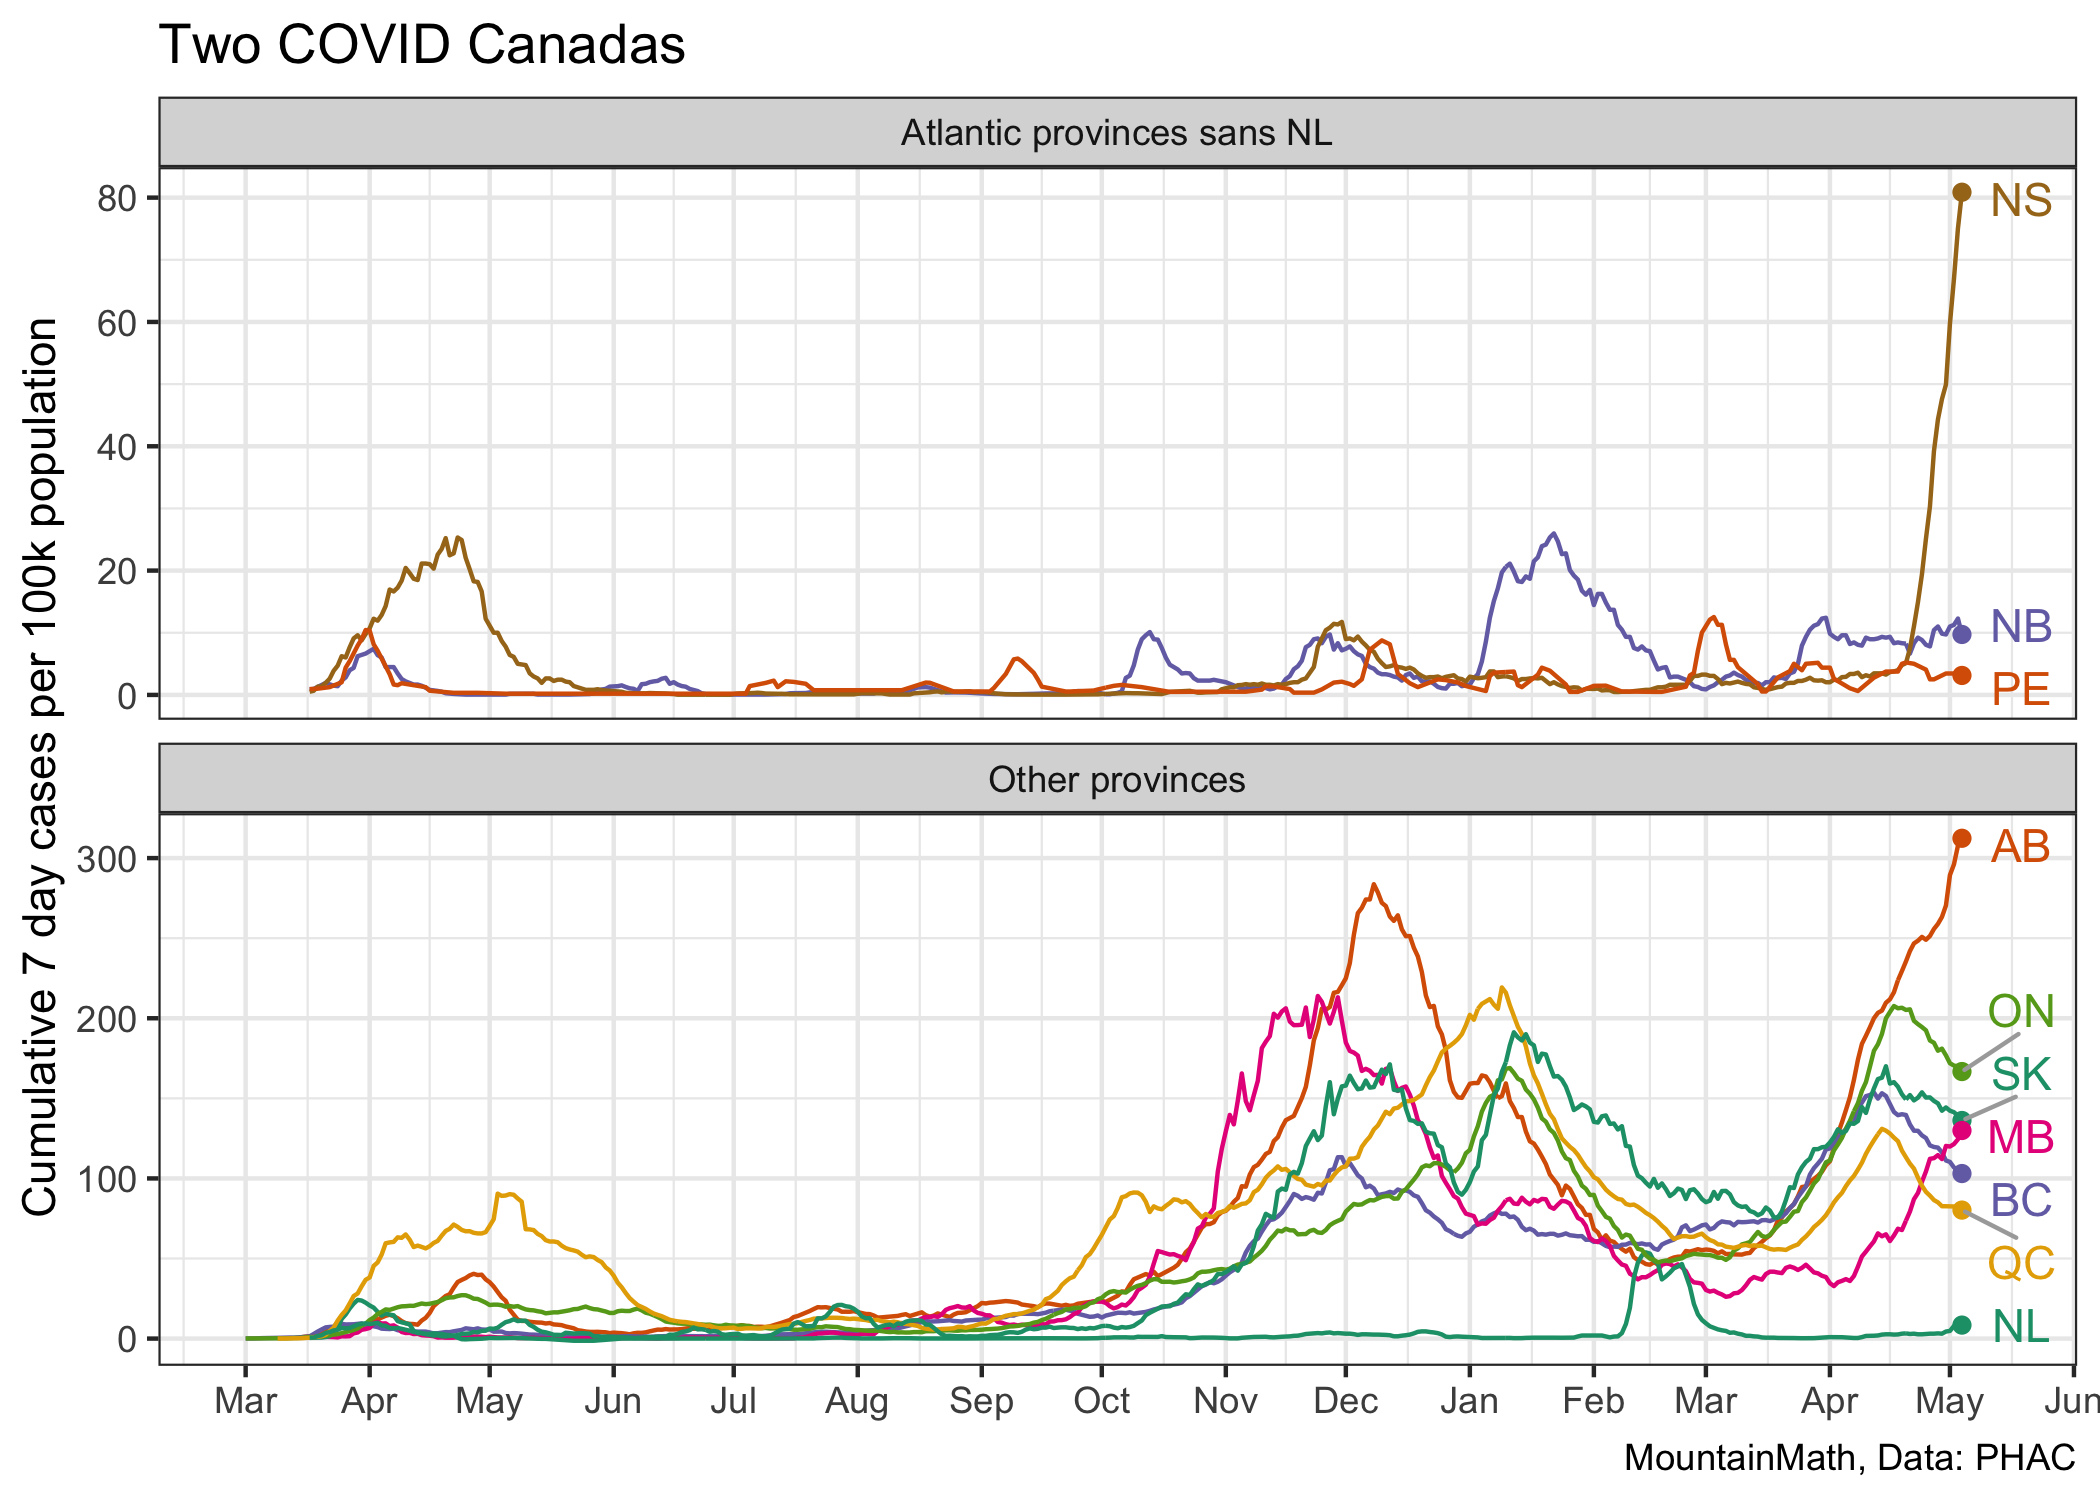 Two COVID Canadas
Atlantic provinces sans NL
80
60
40
20
0
NS
NB
PE
Cumulative 7 day cases per 100k population
Other provinces
300
200
100
0
AB
ON
SK
MB
BC
QC
NL
Mar Apr May Jun Jul Aug Sep Oct Nov Dec Jan Feb Mar Apr May Jun
MountainMath, Data: PHAC